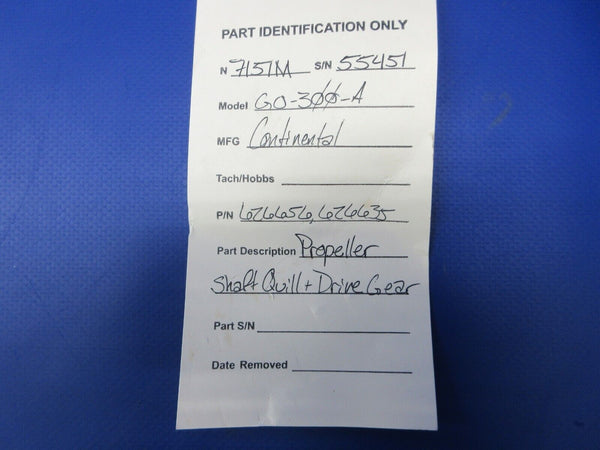 PART IDENTIFICATION ONLY
N 7151M S/N 55451
Model GO-300-A
MFG Continental
Tach/Hobbs
P/N 626656, 626635
Part Description Propeller
Shaft Quill + Drive Gear
Part S/N
Date Removed